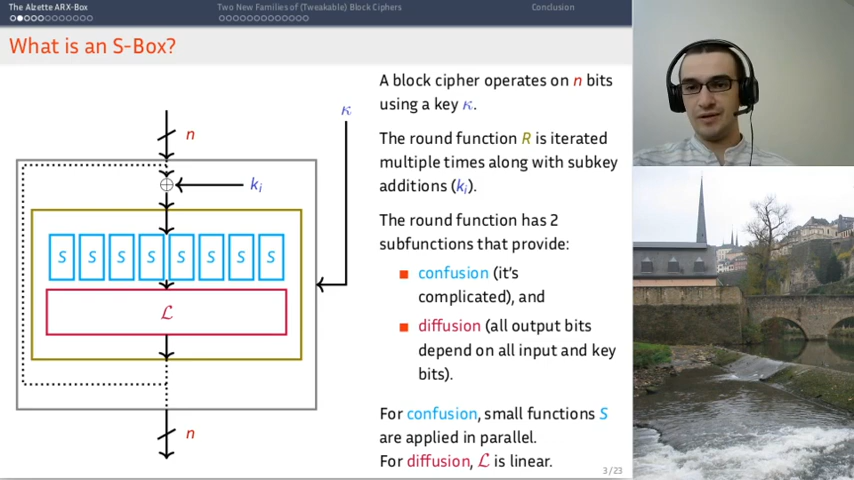 The Alzette ARX-Box
Two New Families of (Tweakable) Block Ciphers
Conclusion
What is an S-Box?
n
κ
k_i
S S S S S S S S
ℒ
n
A block cipher operates on n bits
using a key κ.
The round function R is iterated
multiple times along with subkey
additions (k_i).
The round function has 2
subfunctions that provide:
confusion (it's
complicated), and
diffusion (all output bits
depend on all input and key
bits).
For confusion, small functions S
are applied in parallel.
For diffusion, ℒ is linear.
3/23